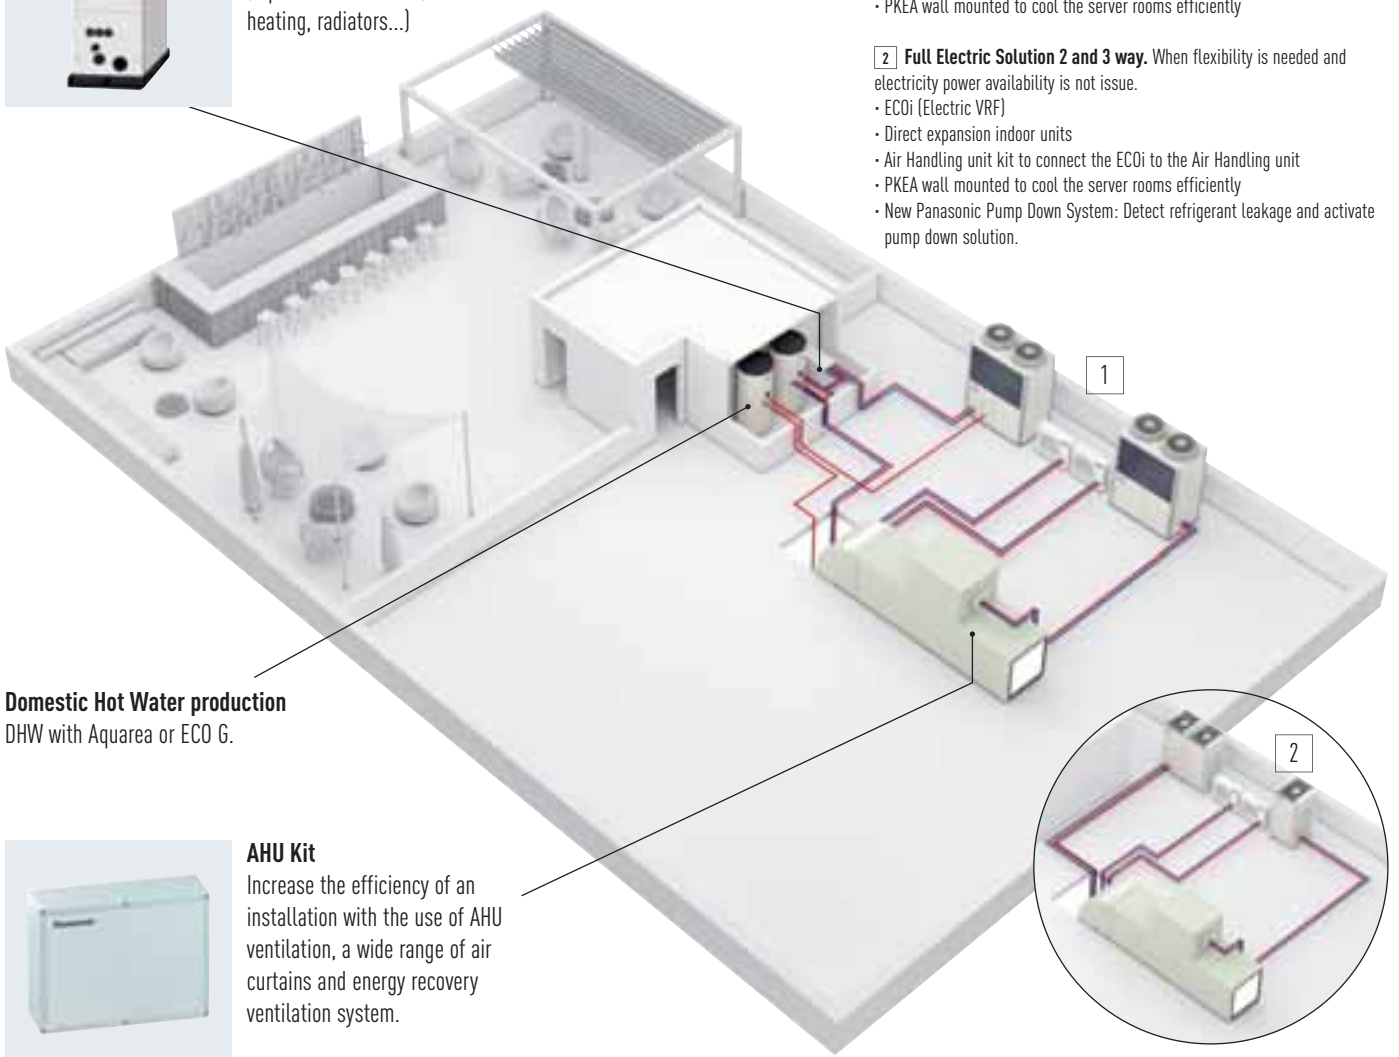 heating, radiators...)
· PKEA wall mounted to cool the server rooms efficiently
2 Full Electric Solution 2 and 3 way. When flexibility is needed and
electricity power availability is not issue.
· ECOi (Electric VRF)
· Direct expansion indoor units
· Air Handling unit kit to connect the ECOi to the Air Handling unit
· PKEA wall mounted to cool the server rooms efficiently
· New Panasonic Pump Down System: Detect refrigerant leakage and activate
pump down solution.
1
Domestic Hot Water production
DHW with Aquarea or ECO G.
2
AHU Kit
Increase the efficiency of an
installation with the use of AHU
ventilation, a wide range of air
curtains and energy recovery
ventilation system.